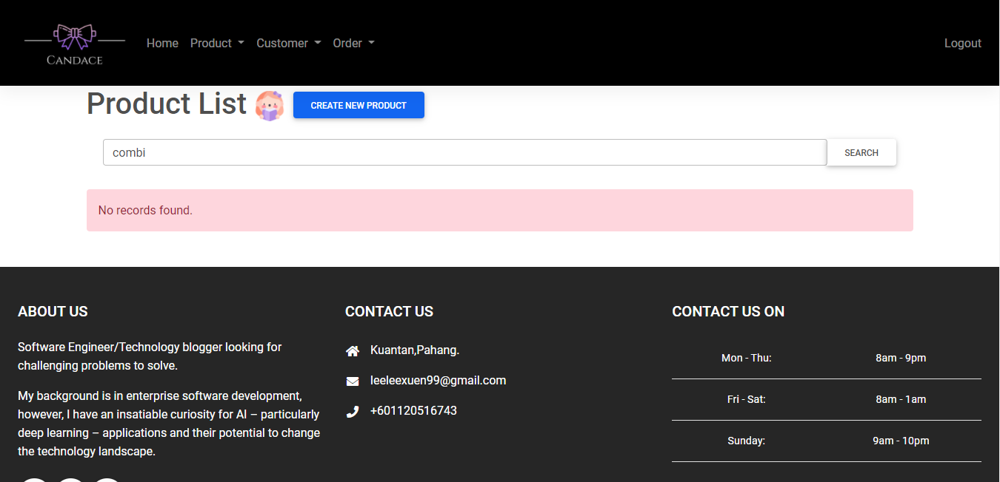 CANDACE
Home Product Customer Order Logout
Product List CREATE NEW PRODUCT
combi SEARCH
No records found.
ABOUT US
Software Engineer/Technology blogger looking for
challenging problems to solve.
My background is in enterprise software development,
however, I have an insatiable curiosity for AI – particularly
deep learning – applications and their potential to change
the technology landscape.
CONTACT US
Kuantan,Pahang.
leeleexuen99@gmail.com
+601120516743
CONTACT US ON
Mon - Thu: 8am - 9pm
Fri - Sat: 8am - 1am
Sunday: 9am - 10pm